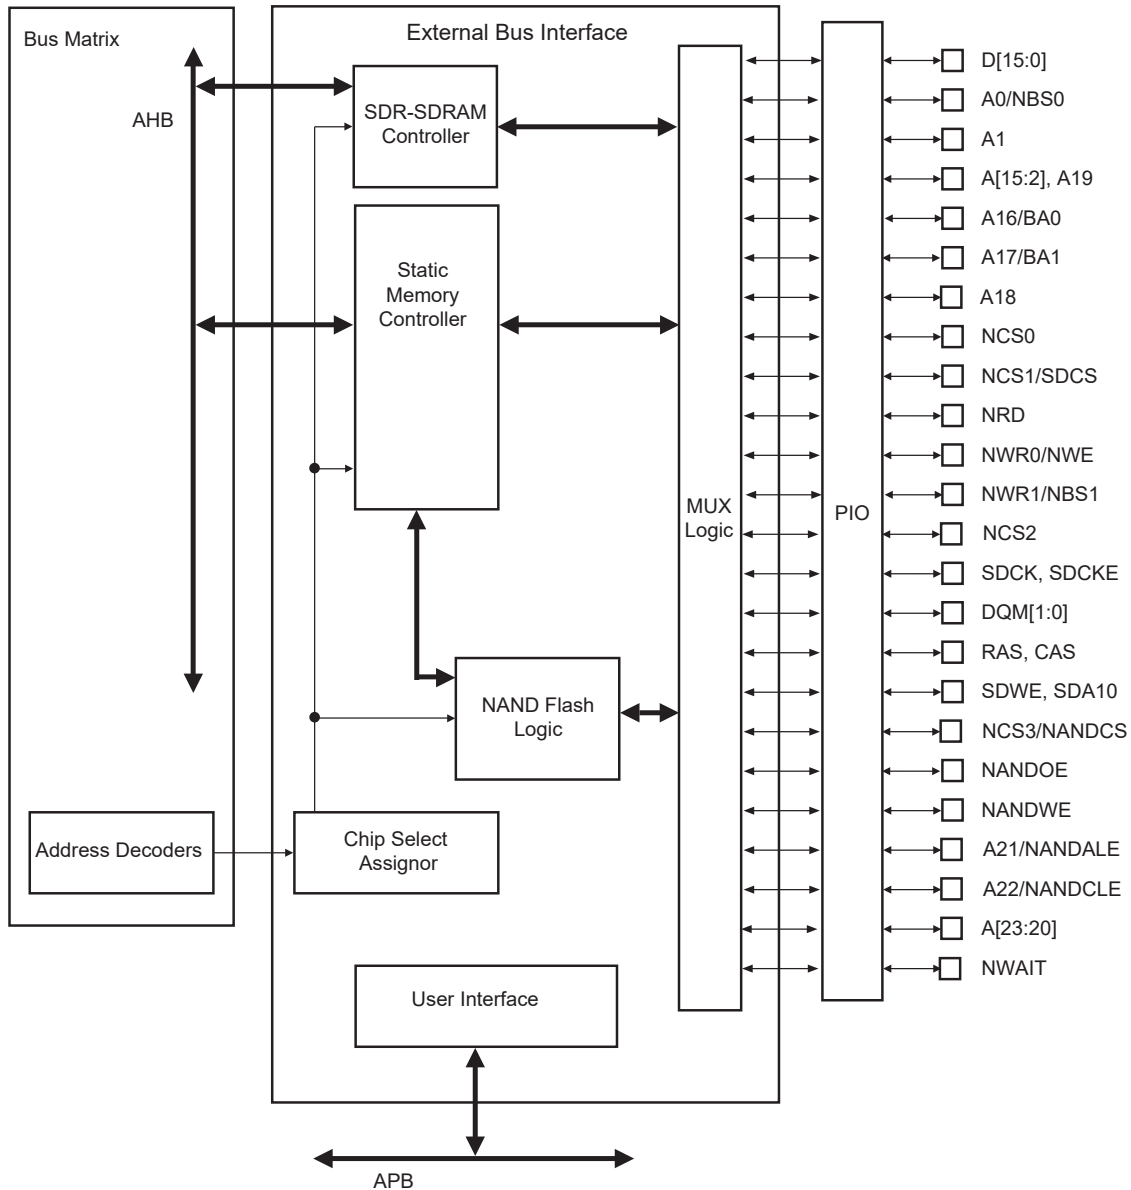 Bus Matrix
External Bus Interface
AHB
SDR-SDRAM
Controller
Static
Memory
Controller
NAND Flash
Logic
Address Decoders
Chip Select
Assignor
User Interface
APB
MUX
Logic
PIO
D[15:0]
A0/NBS0
A1
A[15:2], A19
A16/BA0
A17/BA1
A18
NCS0
NCS1/SDCS
NRD
NWR0/NWE
NWR1/NBS1
NCS2
SDCK, SDCKE
DQM[1:0]
RAS, CAS
SDWE, SDA10
NCS3/NANDCS
NANDOE
NANDWE
A21/NANDALE
A22/NANDCLE
A[23:20]
NWAIT